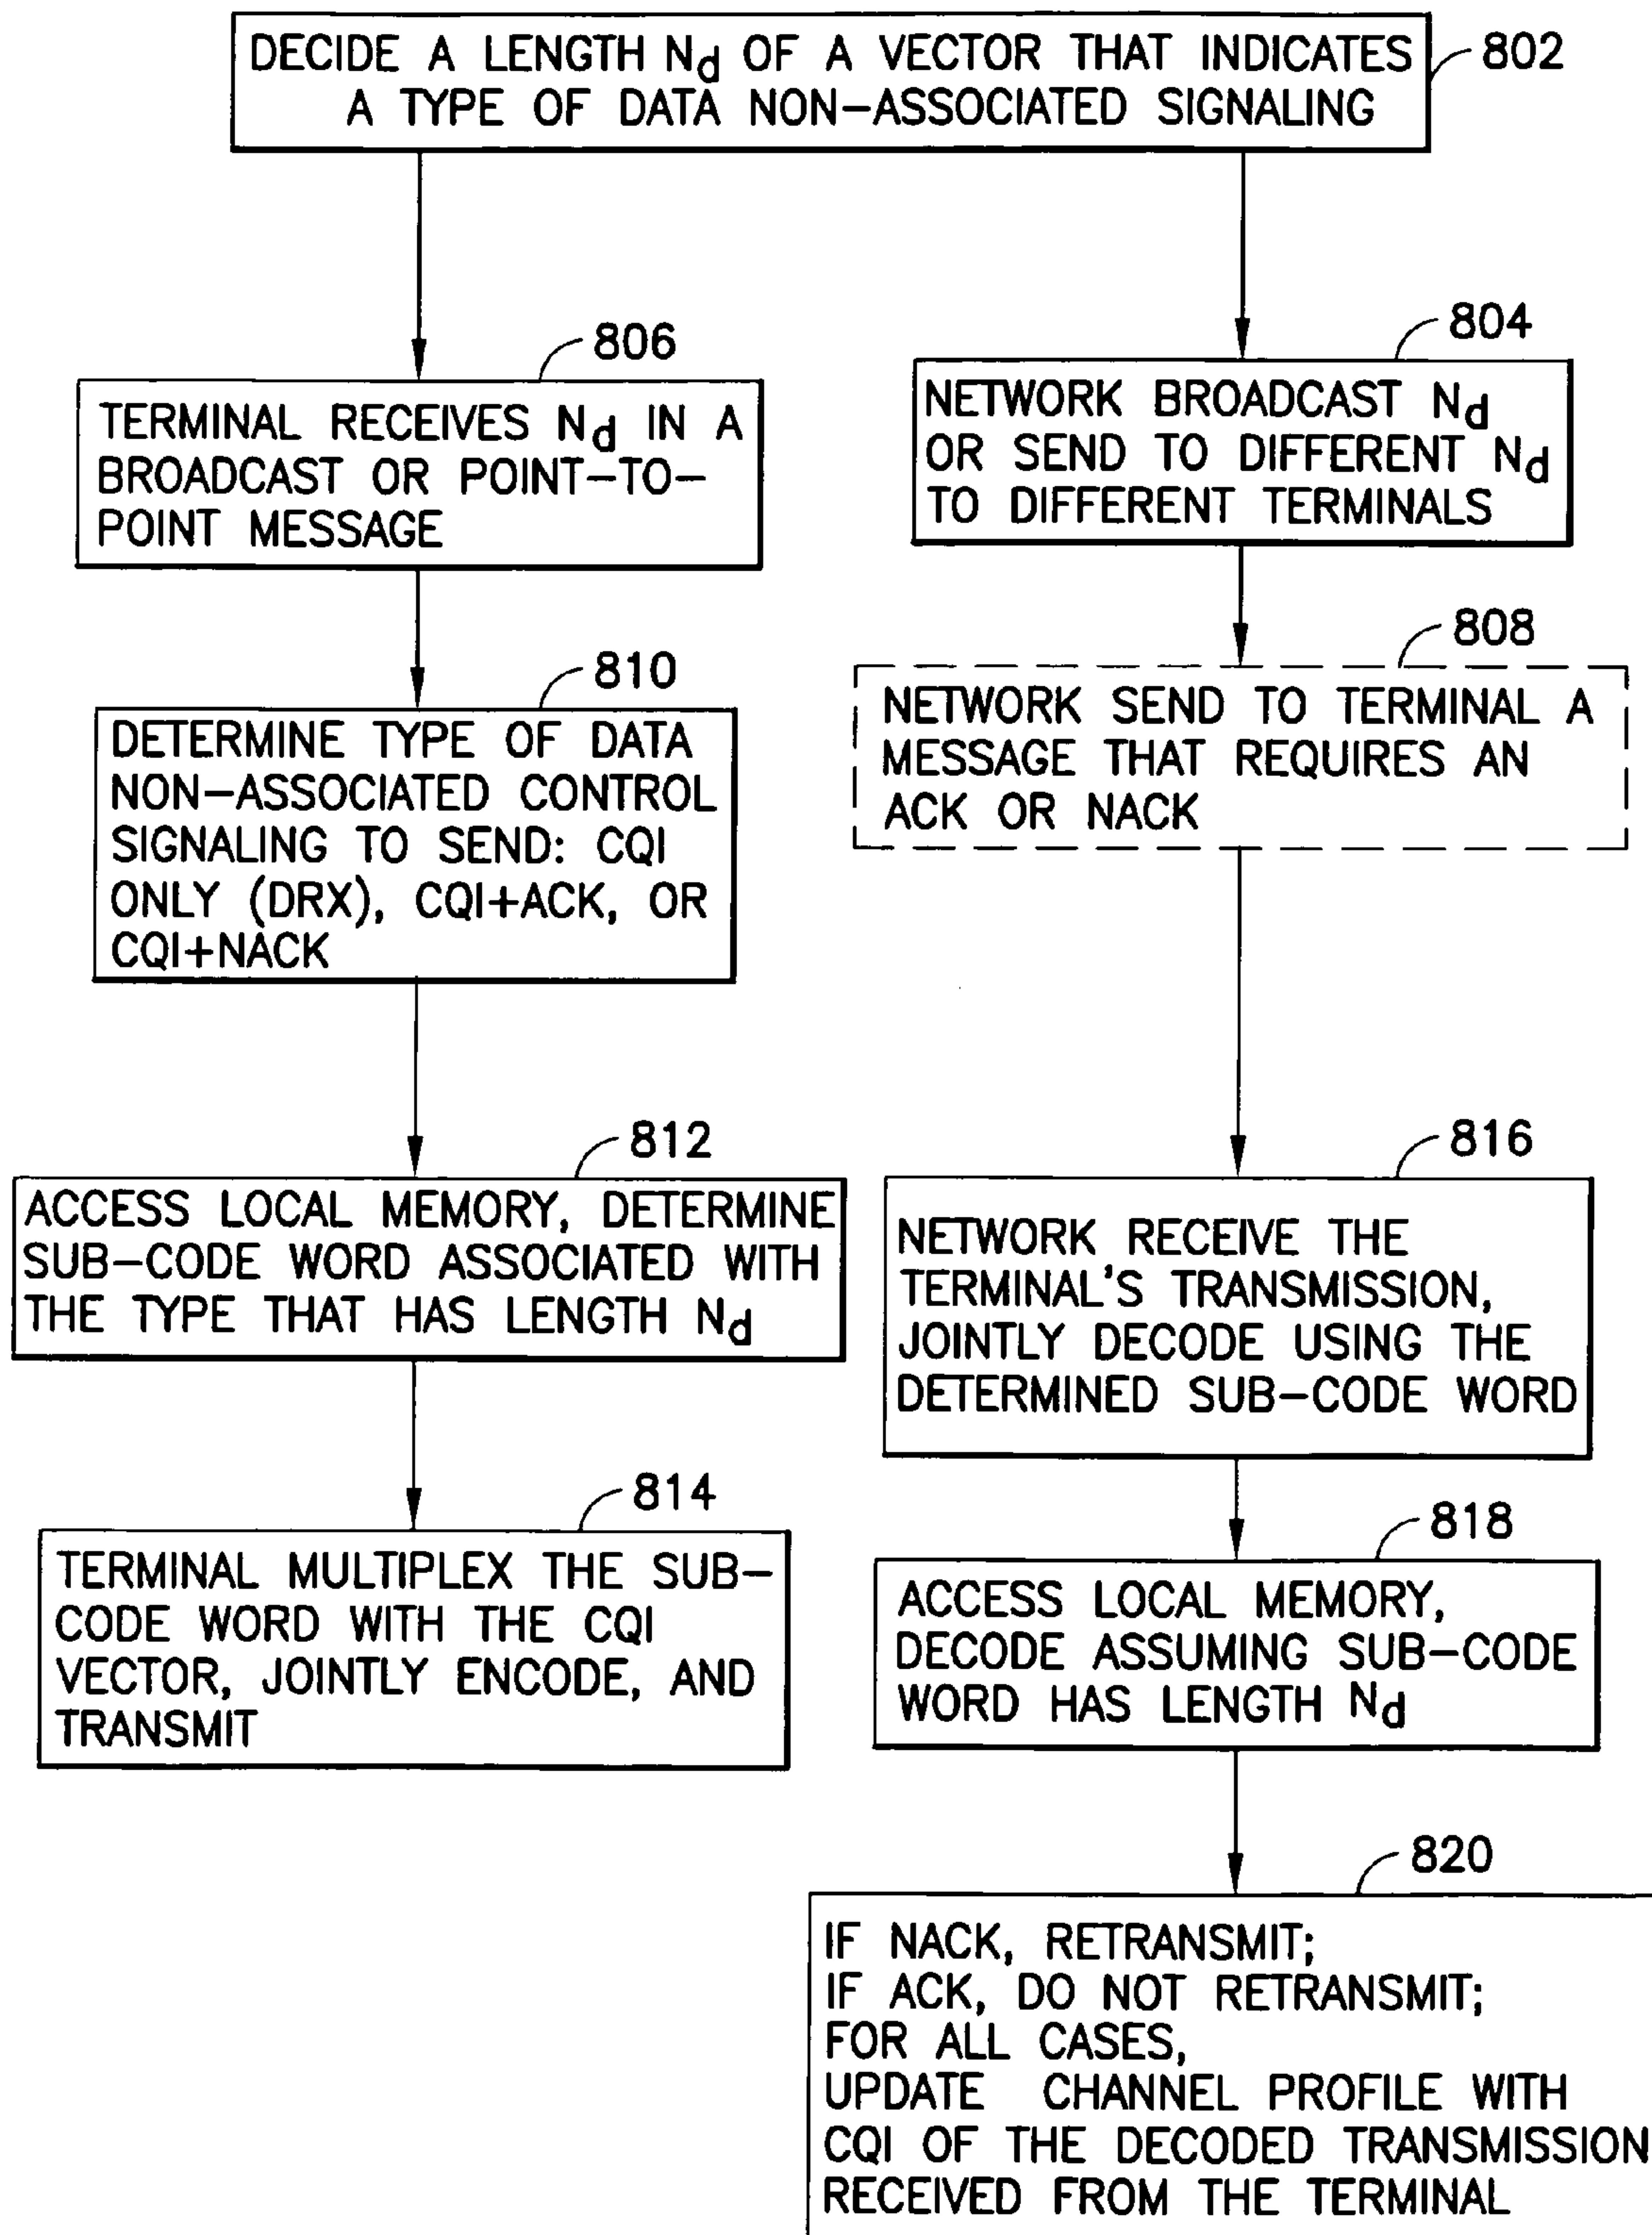 DECIDE A LENGTH Nd OF A VECTOR THAT INDICATES
A TYPE OF DATA NON-ASSOCIATED SIGNALING
802
806
TERMINAL RECEIVES Nd IN A
BROADCAST OR POINT-TO-
POINT MESSAGE
804
NETWORK BROADCAST Nd
OR SEND TO DIFFERENT Nd
TO DIFFERENT TERMINALS
808
NETWORK SEND TO TERMINAL A
MESSAGE THAT REQUIRES AN
ACK OR NACK
810
DETERMINE TYPE OF DATA
NON-ASSOCIATED CONTROL
SIGNALING TO SEND: CQI
ONLY (DRX), CQI+ACK, OR
CQI+NACK
812
ACCESS LOCAL MEMORY, DETERMINE
SUB-CODE WORD ASSOCIATED WITH
THE TYPE THAT HAS LENGTH Nd
816
NETWORK RECEIVE THE
TERMINAL'S TRANSMISSION,
JOINTLY DECODE USING THE
DETERMINED SUB-CODE WORD
814
TERMINAL MULTIPLEX THE SUB-
CODE WORD WITH THE CQI
VECTOR, JOINTLY ENCODE, AND
TRANSMIT
818
ACCESS LOCAL MEMORY,
DECODE ASSUMING SUB-CODE
WORD HAS LENGTH Nd
820
IF NACK, RETRANSMIT;
IF ACK, DO NOT RETRANSMIT;
FOR ALL CASES,
UPDATE CHANNEL PROFILE WITH
CQI OF THE DECODED TRANSMISSION
RECEIVED FROM THE TERMINAL